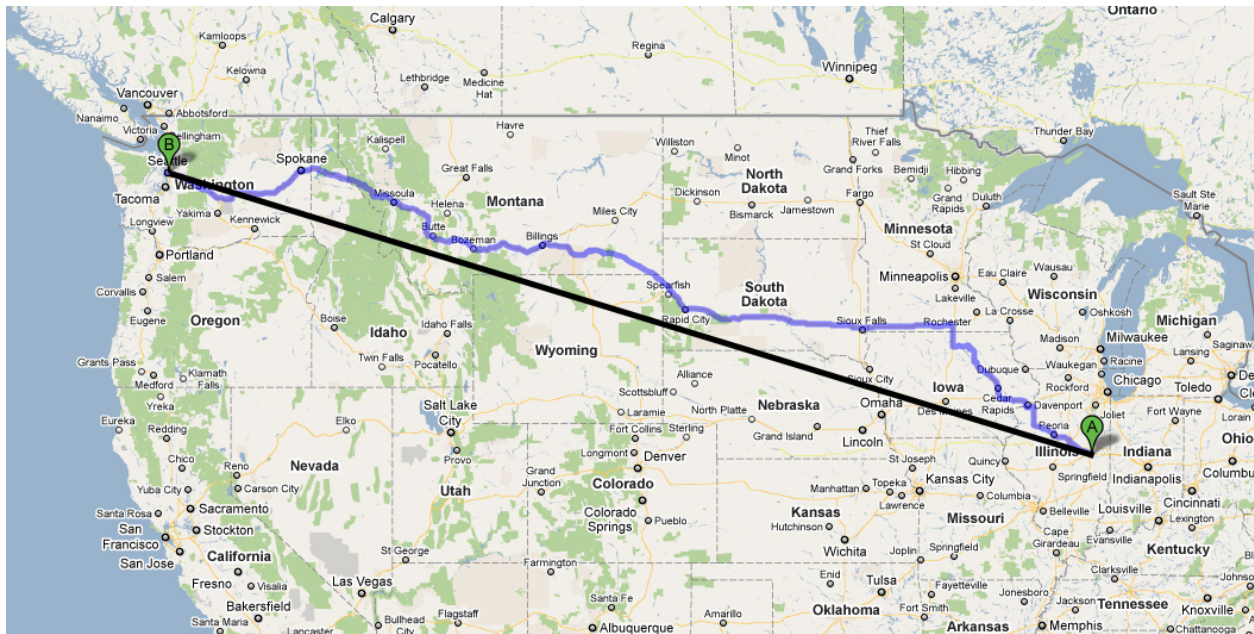 Ontario
Calgary
Kamloops
Regina
Winnipeg
Kelowna
Lethbridge
Medicine
Hat
Vancouver
Abbotsford
Nanaimo
Victoria
Bellingham
Thunder Bay
Havre
Williston
Minot
Thief
River Falls
Kalispell
B
Seattle
Spokane
Great Falls
Grand Forks
Bemidji
Hibbing
Washington
Tacoma
Missoula
Helena
Montana
Dickinson
North
Dakota
Bismarck
Jamestown
Fargo
Grand
Rapids
Duluth
Sault Ste
Marie
Yakima
Kennewick
Longview
Butte
Bozeman
Billings
Miles City
Minnesota
St Cloud
Portland
Salem
Corvallis
Eugene
Minneapolis
Eau Claire
Wausau
Lakeville
Wisconsin
Spearfish
South
Dakota
Rapid City
Sioux Falls
Rochester
La Crosse
Oshkosh
Oregon
Boise
Idaho
Idaho Falls
Pocatello
Twin Falls
Wyoming
Madison
Milwaukee
Racine
Michigan
Saginaw
Lansing
Grants Pass
Medford
Klamath
Falls
Yreka
Alliance
Scottsbluff
Sioux City
Dubuque
Waukegan
Rockford
Chicago
Toledo
Iowa
Des Moines
Cedar
Rapids
Davenport
Joliet
Fort Wayne
Lorain
Eureka
Redding
Elko
Salt Lake
City
Provo
Laramie
Fort Collins
Longmont
Sterling
North Platte
Nebraska
Grand Island
Omaha
Lincoln
Peoria
A
Illinois
Springfield
Indiana
Indianapolis
Ohio
Columbus
Chico
Reno
Carson City
Yuba City
Sacramento
Nevada
Utah
Grand
Junction
Denver
Colorado
Colorado
Springs
Pueblo
St Joseph
Quincy
Manhattan
Topeka
Lawrence
Kansas City
Columbia
Belleville
Cincinnati
Santa Rosa
San
Francisco
San Jose
Stockton
California
Fresno
Visalia
Bakersfield
Santa Maria
Lancaster
St George
Las Vegas
Bullhead
City
Flagstaff
Farmington
Santa Fe
Albuquerque
Kansas
Hutchinson
Wichita
Missouri
Cape
Girardeau
Louisville
Lexington
Evansville
Kentucky
Joplin
Springfield
Enid
Tulsa
Fayetteville
Fort Smith
Oklahoma
Amarillo
Arkansas
Jonesboro
Jackson
Memphis
Clarksville
Tennessee
Knoxville
Chattanooga